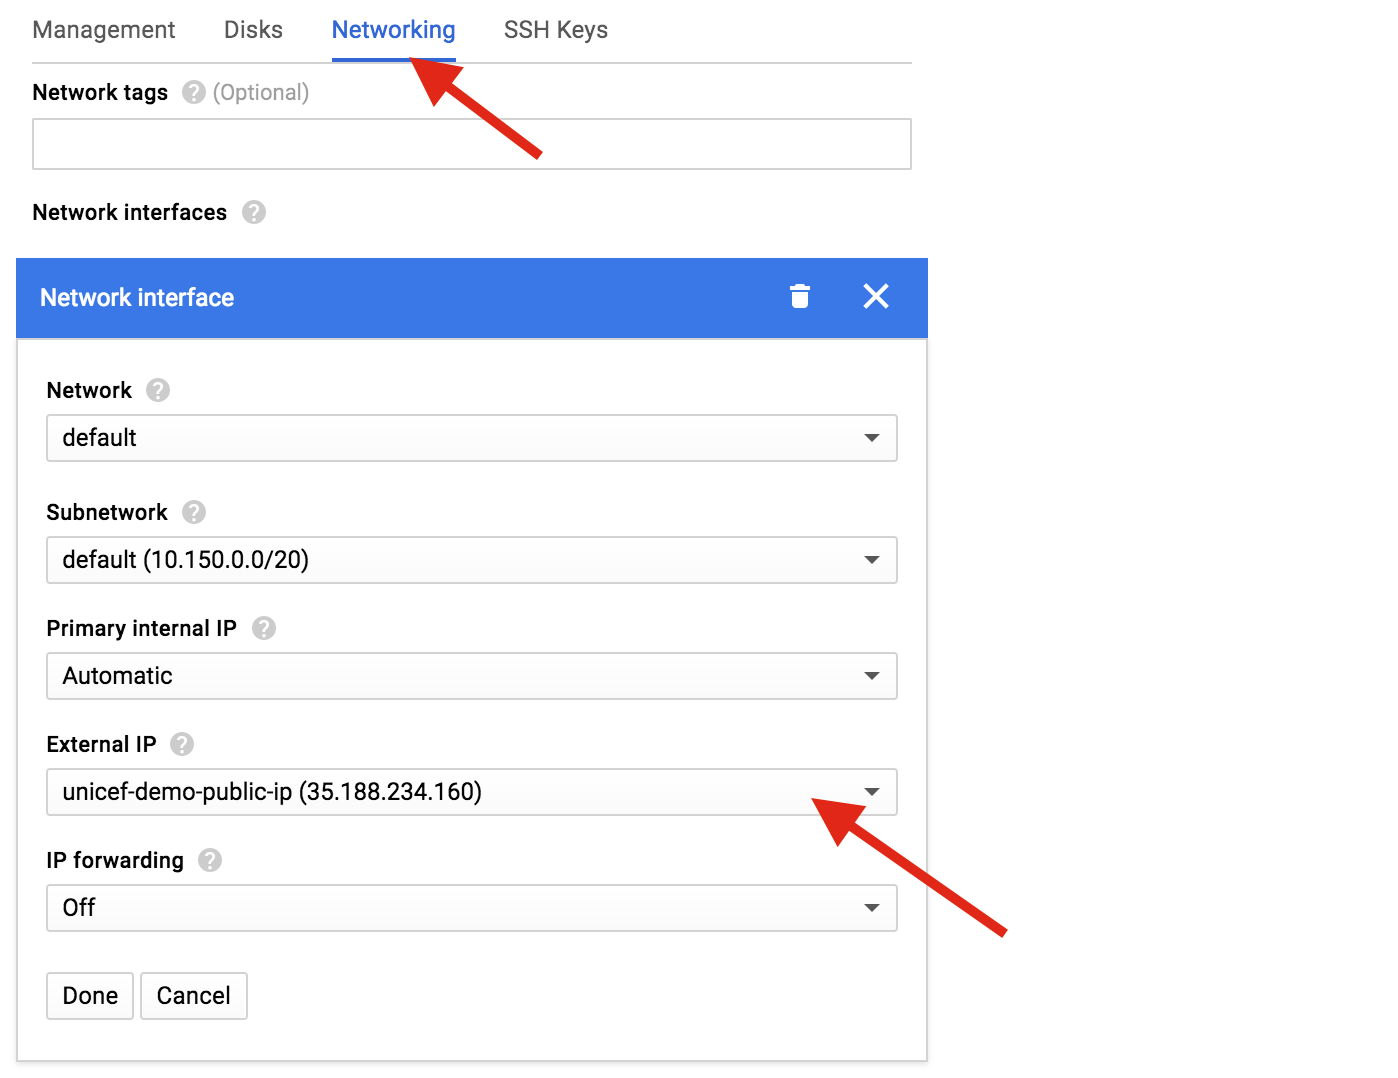 Management Disks Networking SSH Keys
Network tags ? (Optional)
Network interfaces ?
Network interface
Network ?
default
Subnetwork ?
default (10.150.0.0/20)
Primary internal IP ?
Automatic
External IP ?
unicef-demo-public-ip (35.188.234.160)
IP forwarding ?
Off
Done Cancel